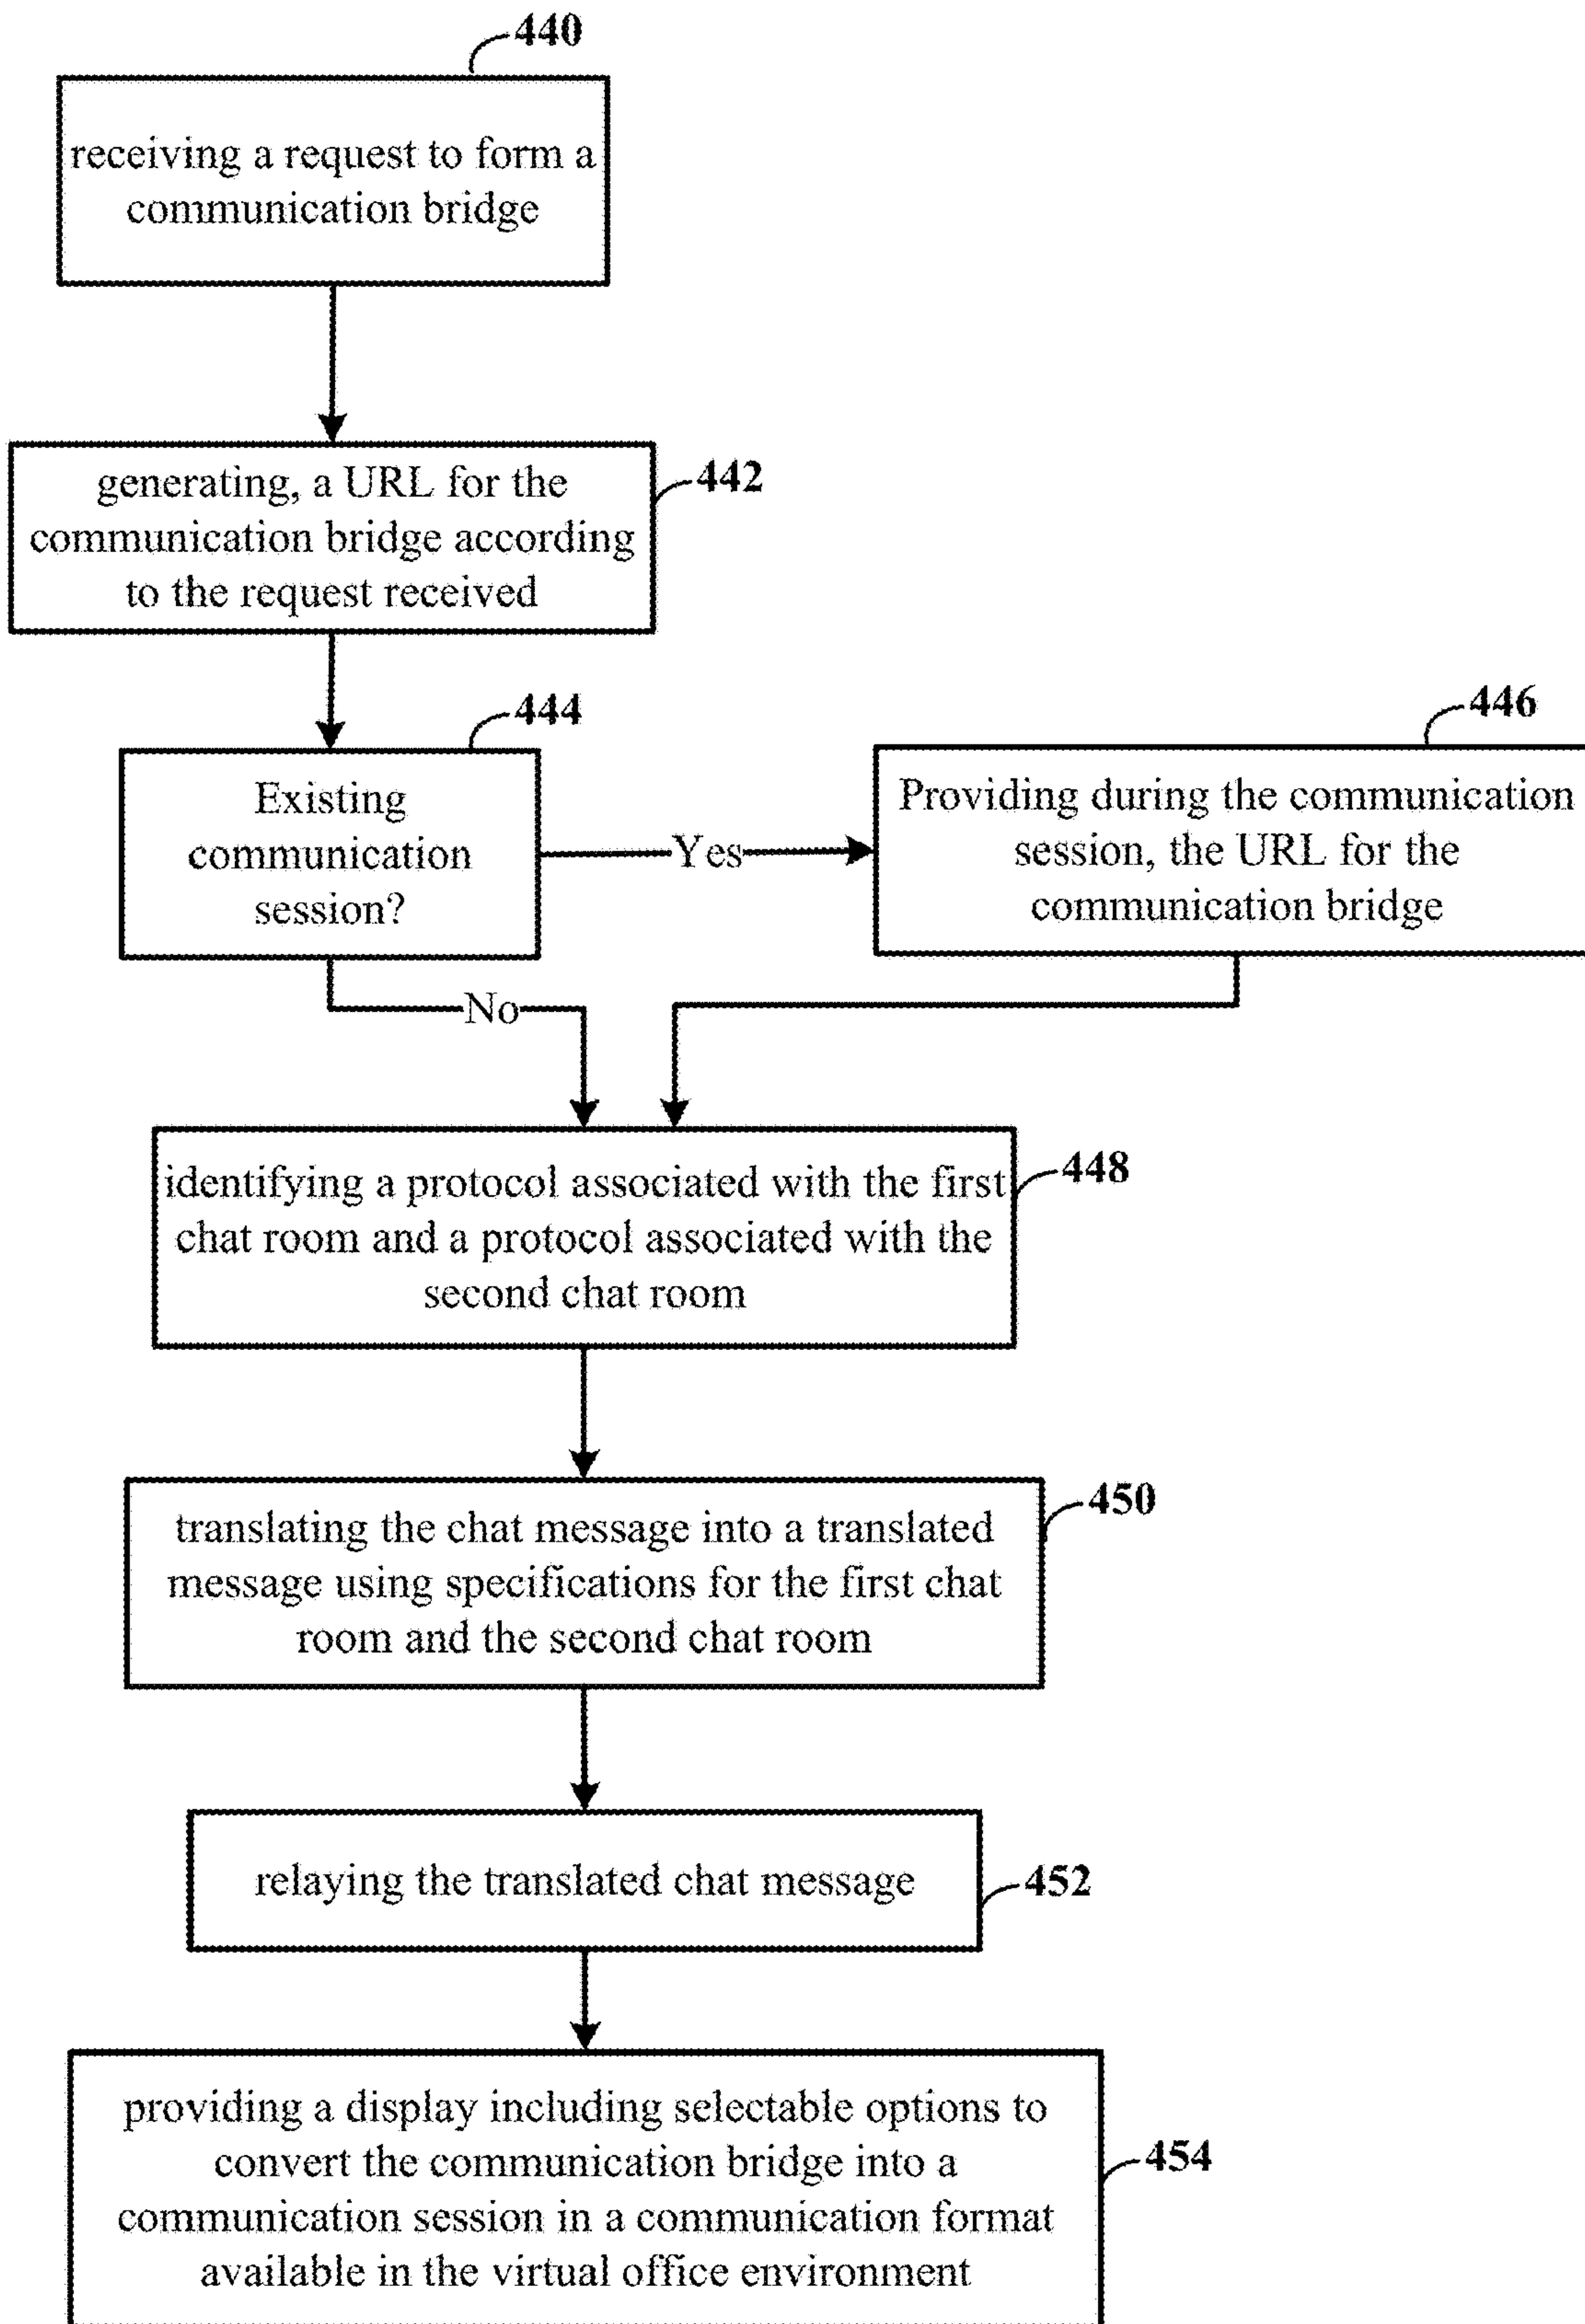 440
receiving a request to form a
communication bridge
generating, a URL for the
communication bridge according
to the request received
442
444
Existing
communication
session?
Yes
446
Providing during the communication
session, the URL for the
communication bridge
No
identifying a protocol associated with the first
chat room and a protocol associated with the
second chat room
448
translating the chat message into a translated
message using specifications for the first chat
room and the second chat room
450
relaying the translated chat message
452
providing a display including selectable options to
convert the communication bridge into a
communication session in a communication format
available in the virtual office environment
454